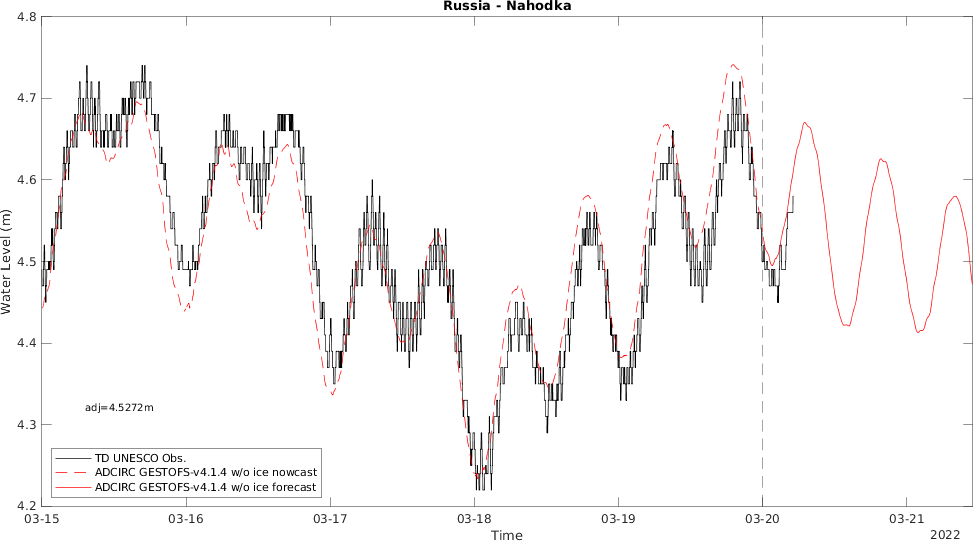 Russia - Nahodka
4.8
4.7
4.6
4.5
4.4
4.3
4.2
Water Level (m)
adj=4.5272m
TD UNESCO Obs.
ADCIRC GESTOFS-v4.1.4 w/o ice nowcast
ADCIRC GESTOFS-v4.1.4 w/o ice forecast
03-15 03-16 03-17 03-18 03-19 03-20 03-21
Time
2022